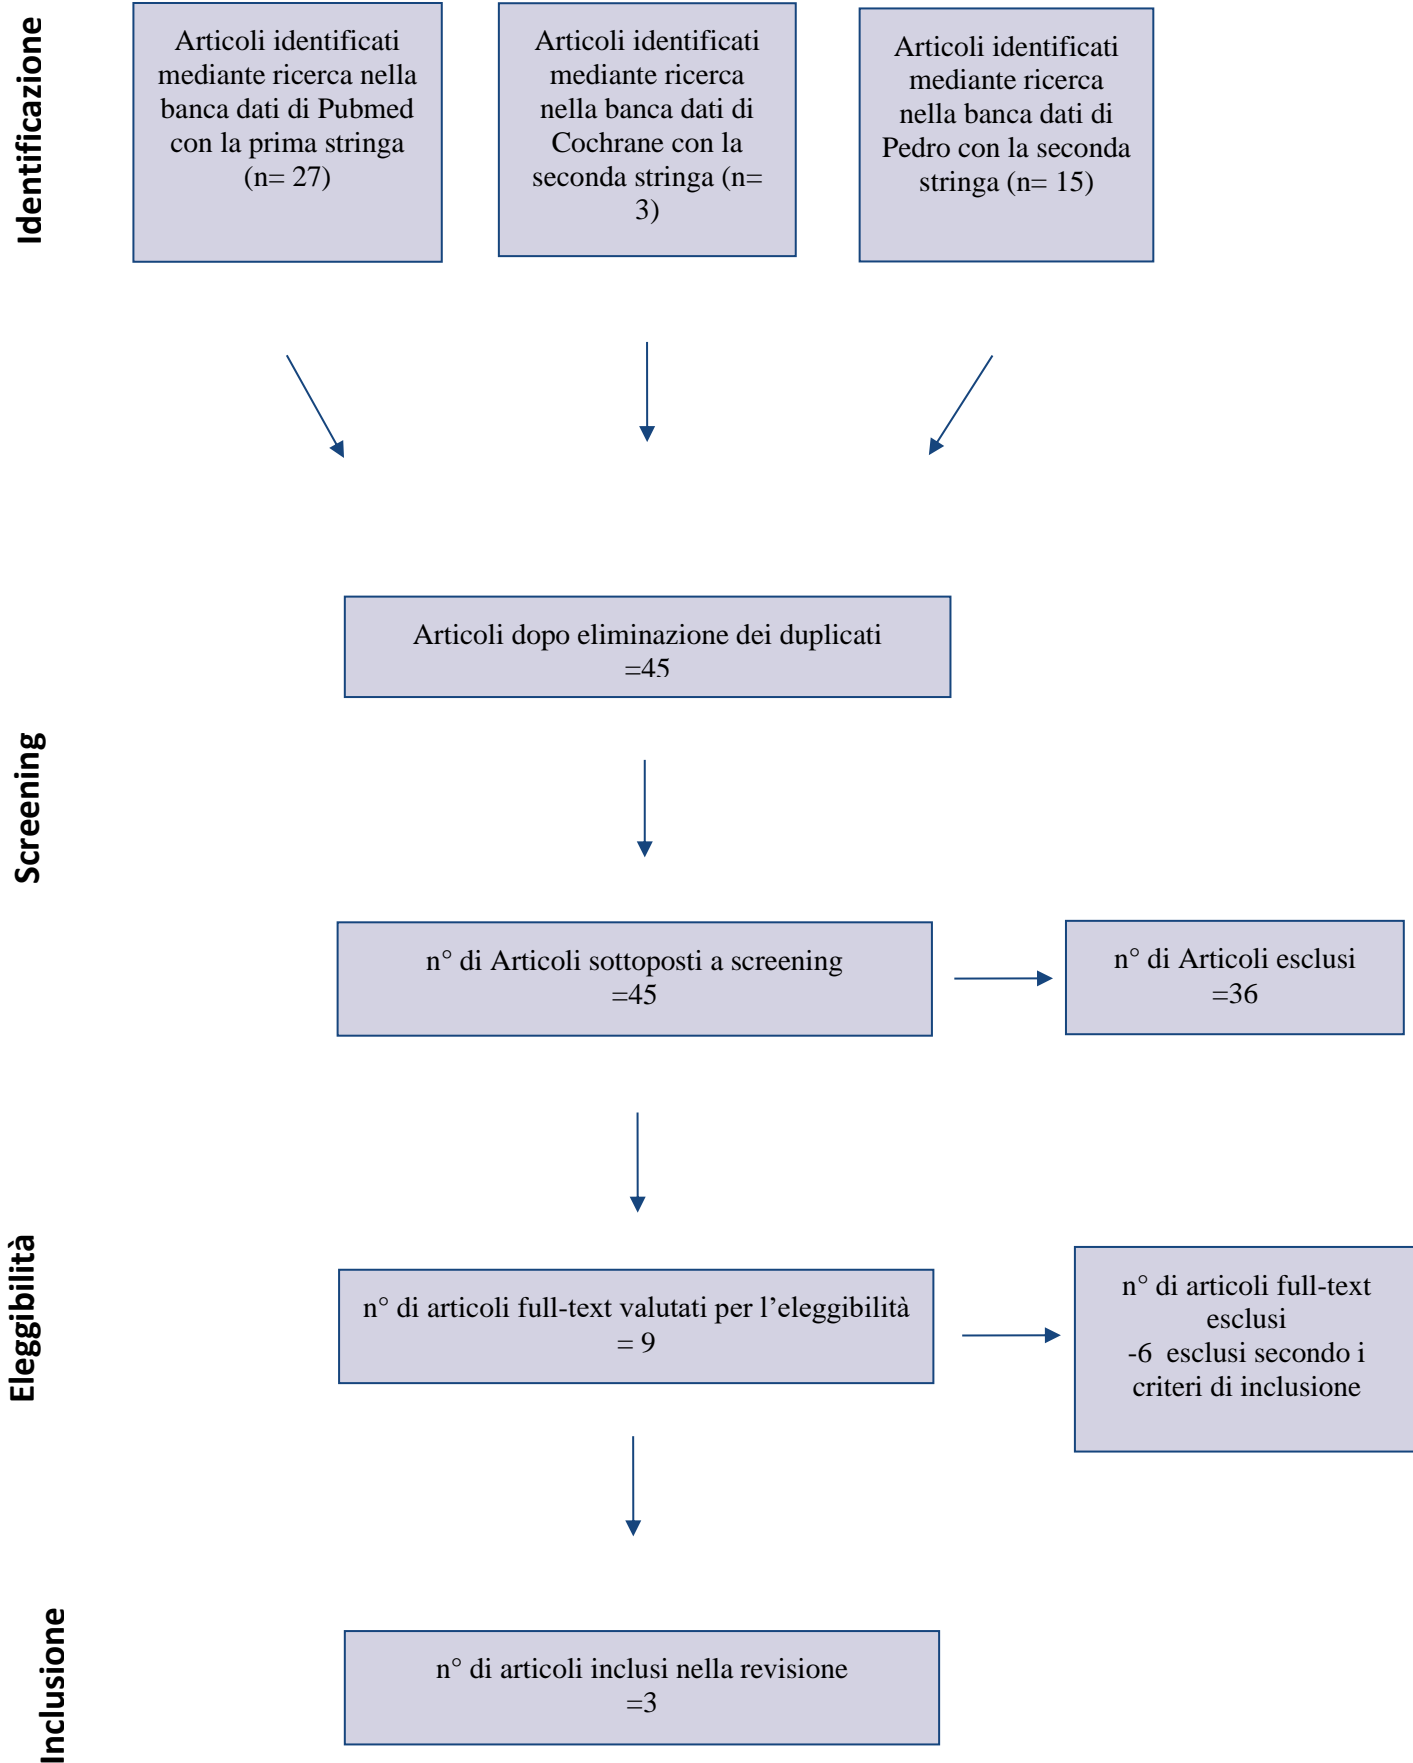 Identificazione
Articoli identificati
mediante ricerca nella
banca dati di Pubmed
con la prima stringa
(n= 27)
Articoli identificati
mediante ricerca
nella banca dati di
Cochrane con la
seconda stringa (n=
3)
Articoli identificati
mediante ricerca
nella banca dati di
Pedro con la seconda
stringa (n= 15)
Screening
Articoli dopo eliminazione dei duplicati
=45
n° di Articoli sottoposti a screening
=45
n° di Articoli esclusi
=36
Eleggibilità
n° di articoli full-text valutati per l’eleggibilità
= 9
n° di articoli full-text
esclusi
-6  esclusi secondo i
criteri di inclusione
Inclusione
n° di articoli inclusi nella revisione
=3